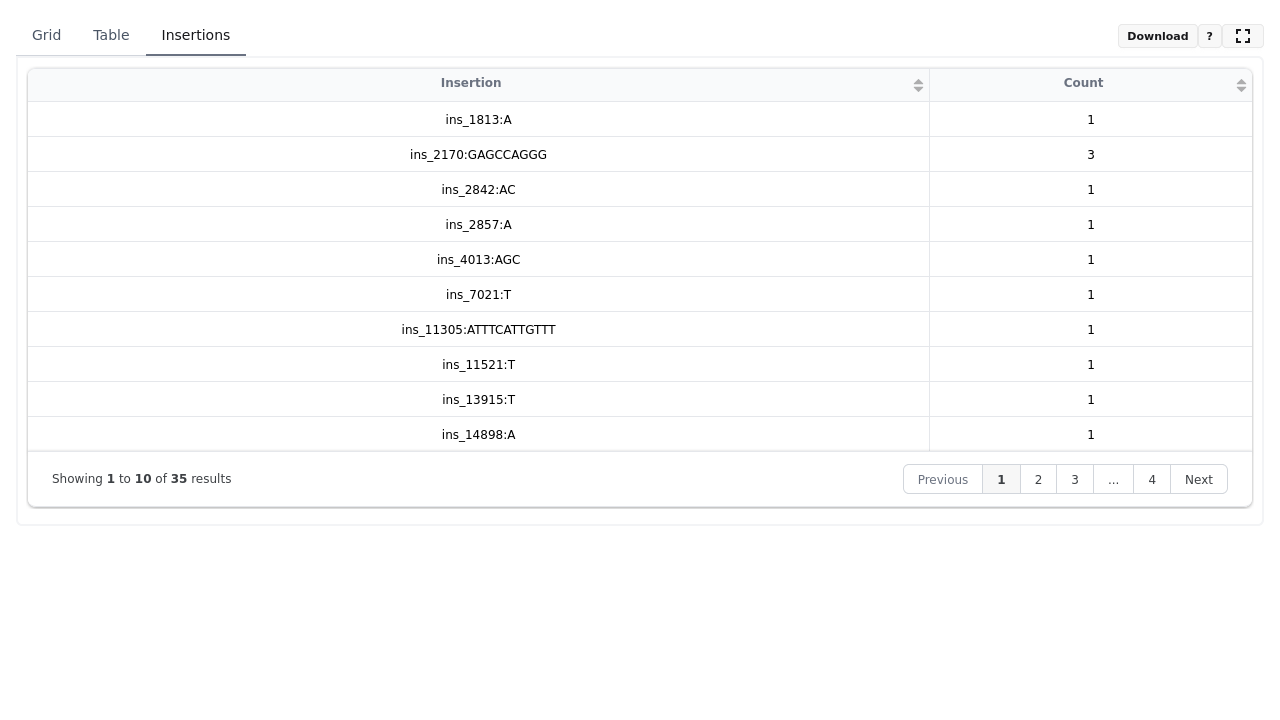 Grid Table Insertions Download ?
Insertion Count
ins_1813:A 1
ins_2170:GAGCCAGGG 3
ins_2842:AC 1
ins_2857:A 1
ins_4013:AGC 1
ins_7021:T 1
ins_11305:ATTTCATTGTTT 1
ins_11521:T 1
ins_13915:T 1
ins_14898:A 1
Showing 1 to 10 of 35 results Previous 1 2 3 ... 4 Next